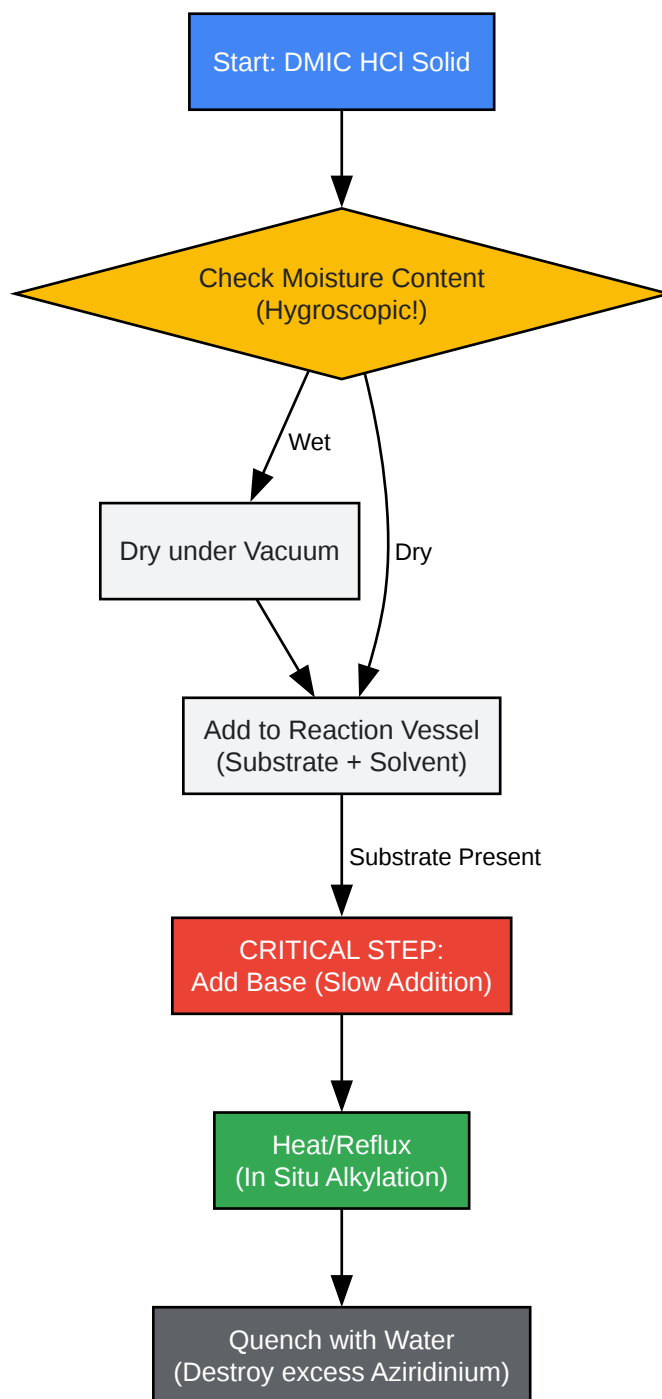 Start: DMIC HCl Solid
Check Moisture Content
(Hygroscopic!)
Wet
Dry under Vacuum
Dry
Add to Reaction Vessel
(Substrate + Solvent)
Substrate Present
CRITICAL STEP:
Add Base (Slow Addition)
Heat/Reflux
(In Situ Alkylation)
Quench with Water
(Destroy excess Aziridinium)